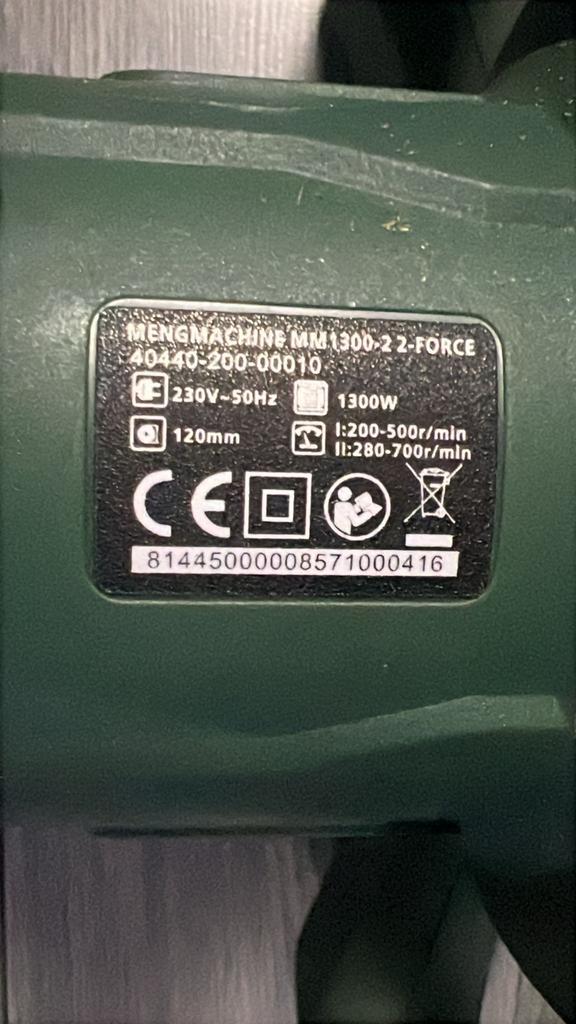 MENGMACHINE MM1300-2 2-FORCE
40440-200-00010
230V~50Hz 1300W
120mm I:200-500r/min
II:280-700r/min
CE
81445000008571000416